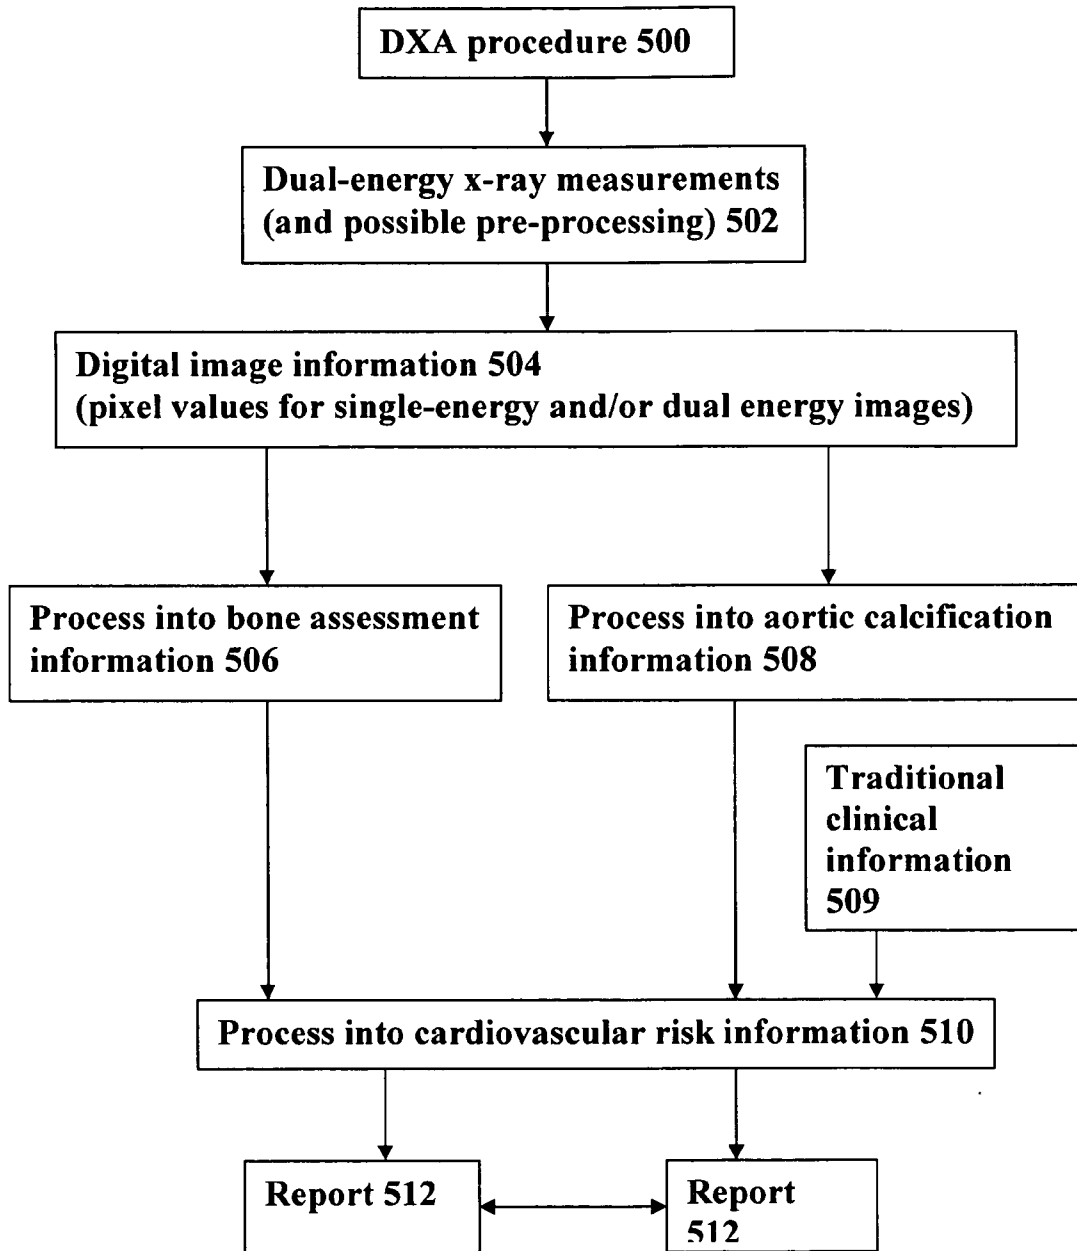 DXA procedure 500
Dual-energy x-ray measurements
(and possible pre-processing) 502
Digital image information 504
(pixel values for single-energy and/or dual energy images)
Process into bone assessment
information 506
Process into aortic calcification
information 508
Traditional
clinical
information
509
Process into cardiovascular risk information 510
Report 512
Report
512